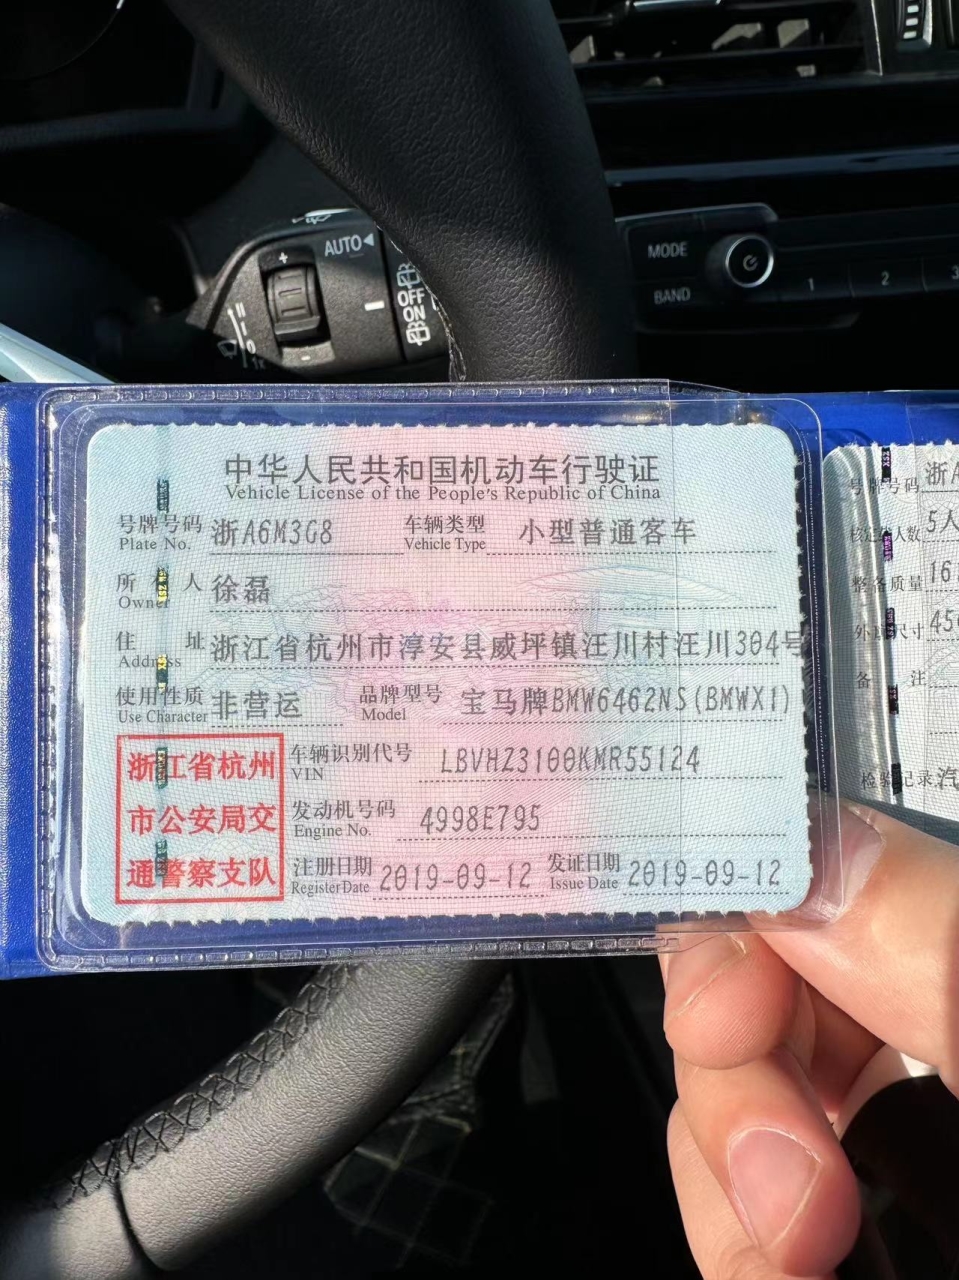 AUTO
OFF
ON
MODE
BAND
1 2 3
中华人民共和国机动车行驶证
Vehicle License of the People's Republic of China
号牌号码 浙A6M3G8 车辆类型 小型普通客车
Plate No. Vehicle Type
所有人 徐磊
Owner
住址 浙江省杭州市淳安县威坪镇汪川村汪川304号
Address
使用性质 非营运 品牌型号 宝马牌BMW6462NS(BMWX1)
Use Character Model
浙江省杭州
市公安局交
通警察支队
车辆识别代号 LBVHZ3100KMR55124
VIN
发动机号码 4998E795
Engine No.
注册日期 2019-09-12 发证日期 2019-09-12
Register Date Issue Date
号牌号码 浙A
核定载人数 5人
整备质量 161
外廓尺寸 45
备注
检验记录 汽